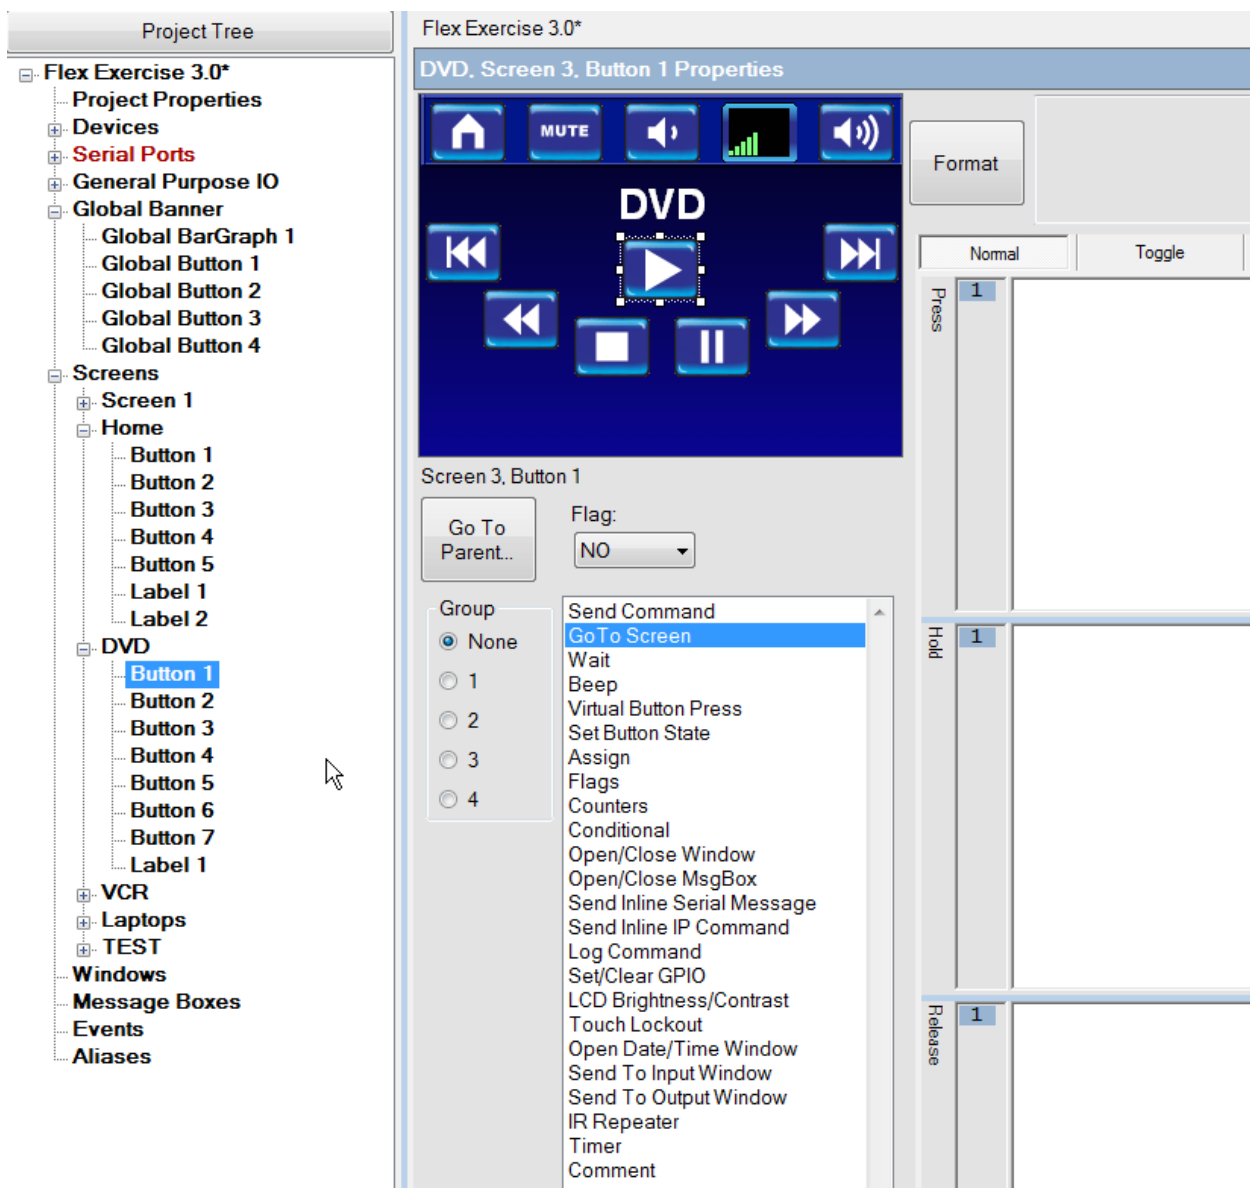 Project Tree
Flex Exercise 3.0*
Project Properties
Devices
Serial Ports
General Purpose IO
Global Banner
Global BarGraph 1
Global Button 1
Global Button 2
Global Button 3
Global Button 4
Screens
Screen 1
Home
Button 1
Button 2
Button 3
Button 4
Button 5
Label 1
Label 2
DVD
Button 1
Button 2
Button 3
Button 4
Button 5
Button 6
Button 7
Label 1
VCR
Laptops
TEST
Windows
Message Boxes
Events
Aliases
Flex Exercise 3.0*
DVD, Screen 3, Button 1 Properties
MUTE
DVD
Screen 3, Button 1
Go To
Parent...
Flag:
NO
Group
None
1
2
3
4
Send Command
GoTo Screen
Wait
Beep
Virtual Button Press
Set Button State
Assign
Flags
Counters
Conditional
Open/Close Window
Open/Close MsgBox
Send Inline Serial Message
Send Inline IP Command
Log Command
Set/Clear GPIO
LCD Brightness/Contrast
Touch Lockout
Open Date/Time Window
Send To Input Window
Send To Output Window
IR Repeater
Timer
Comment
Format
Normal
Toggle
Press
1
Hold
1
Release
1